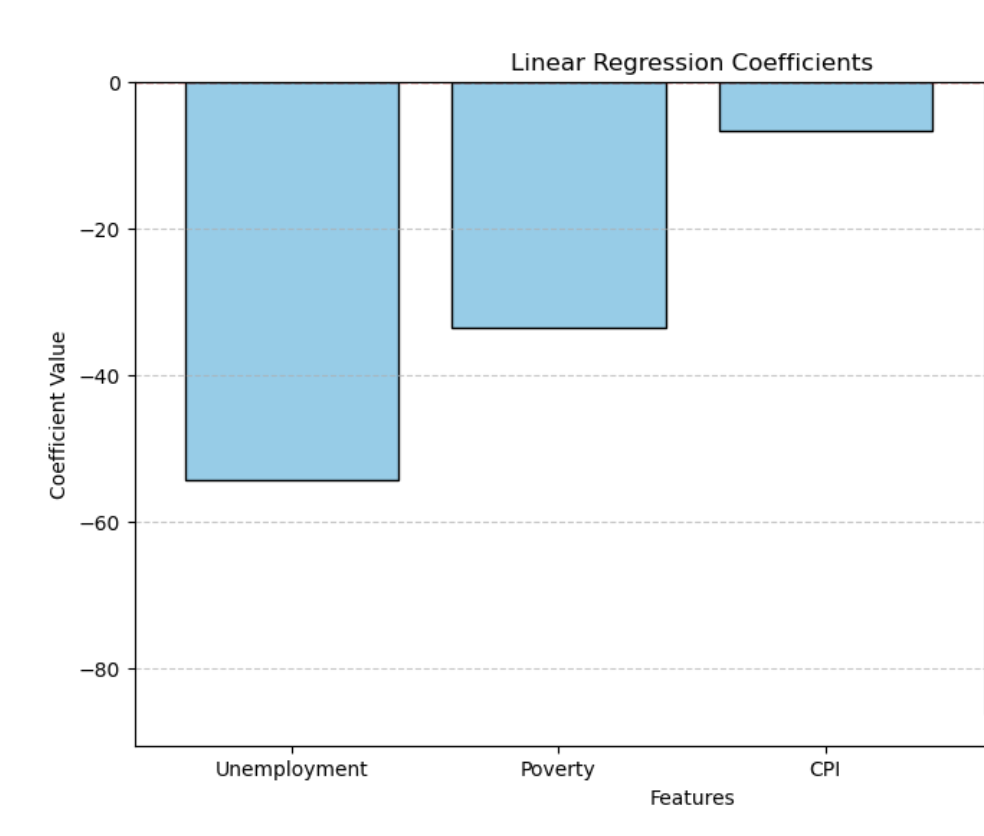 Linear Regression Coefficients
0
−20
−40
−60
−80
Coefficient Value
Unemployment
Poverty
CPI
Features